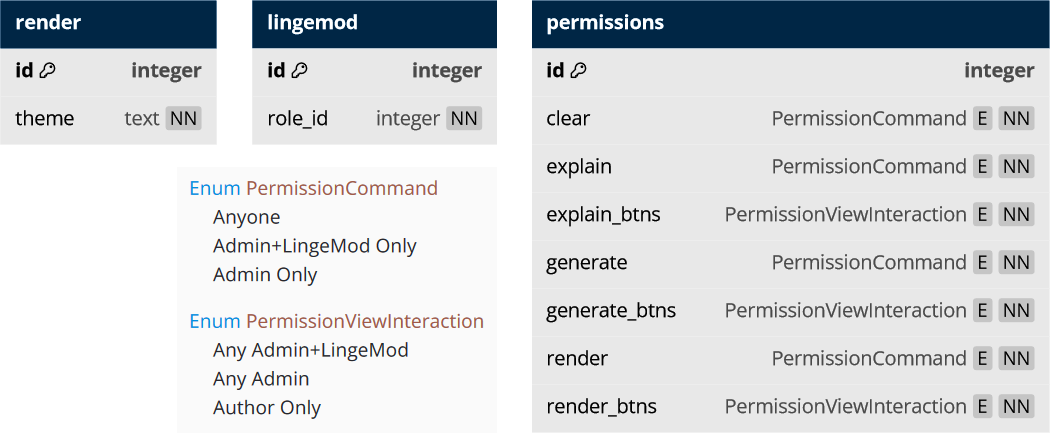 render
id integer
theme text NN
lingemod
id integer
role_id integer NN
permissions
id integer
clear PermissionCommand E NN
explain PermissionCommand E NN
explain_btns PermissionViewInteraction E NN
generate PermissionCommand E NN
generate_btns PermissionViewInteraction E NN
render PermissionCommand E NN
render_btns PermissionViewInteraction E NN
Enum PermissionCommand
Anyone
Admin+LingeMod Only
Admin Only
Enum PermissionViewInteraction
Any Admin+LingeMod
Any Admin
Author Only